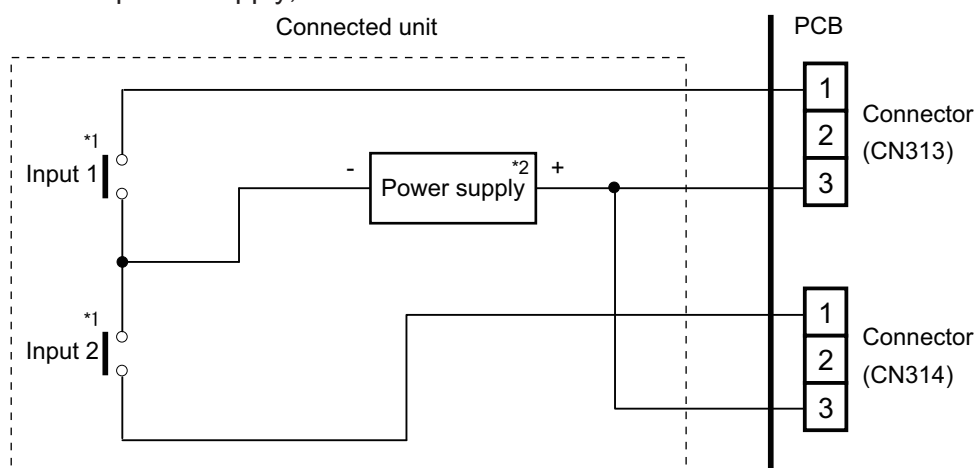 Connected unit
PCB
1
2
3
Connector
(CN313)
*1
Input 1
-
Power supply
*2
+
*1
Input 2
1
2
3
Connector
(CN314)